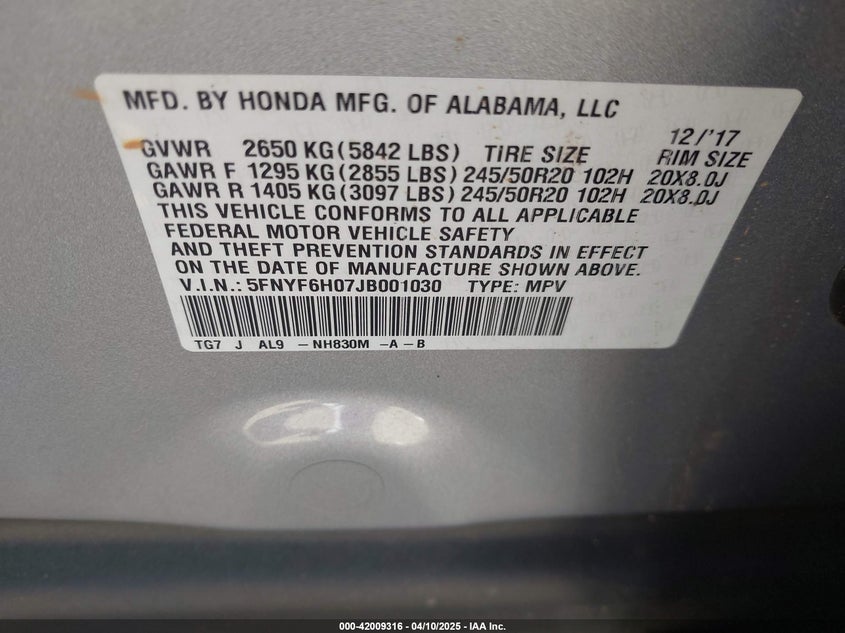 MFD. BY HONDA MFG. OF ALABAMA, LLC
12/'17
GVWR 2650 KG(5842 LBS) TIRE SIZE RIM SIZE
GAWR F 1295 KG(2855 LBS)245/50R20 102H 20X8.0J
GAWR R 1405 KG(3097 LBS)245/50R20 102H 20X8.0J
THIS VEHICLE CONFORMS TO ALL APPLICABLE
FEDERAL MOTOR VEHICLE SAFETY
AND THEFT PREVENTION STANDARDS IN EFFECT
ON THE DATE OF MANUFACTURE SHOWN ABOVE.
V.I.N.: 5FNYF6H07JB001030 TYPE: MPV
TG7 J AL9 - NH830M -A-B
000-42009316 - 04/10/2025 - IAA Inc.